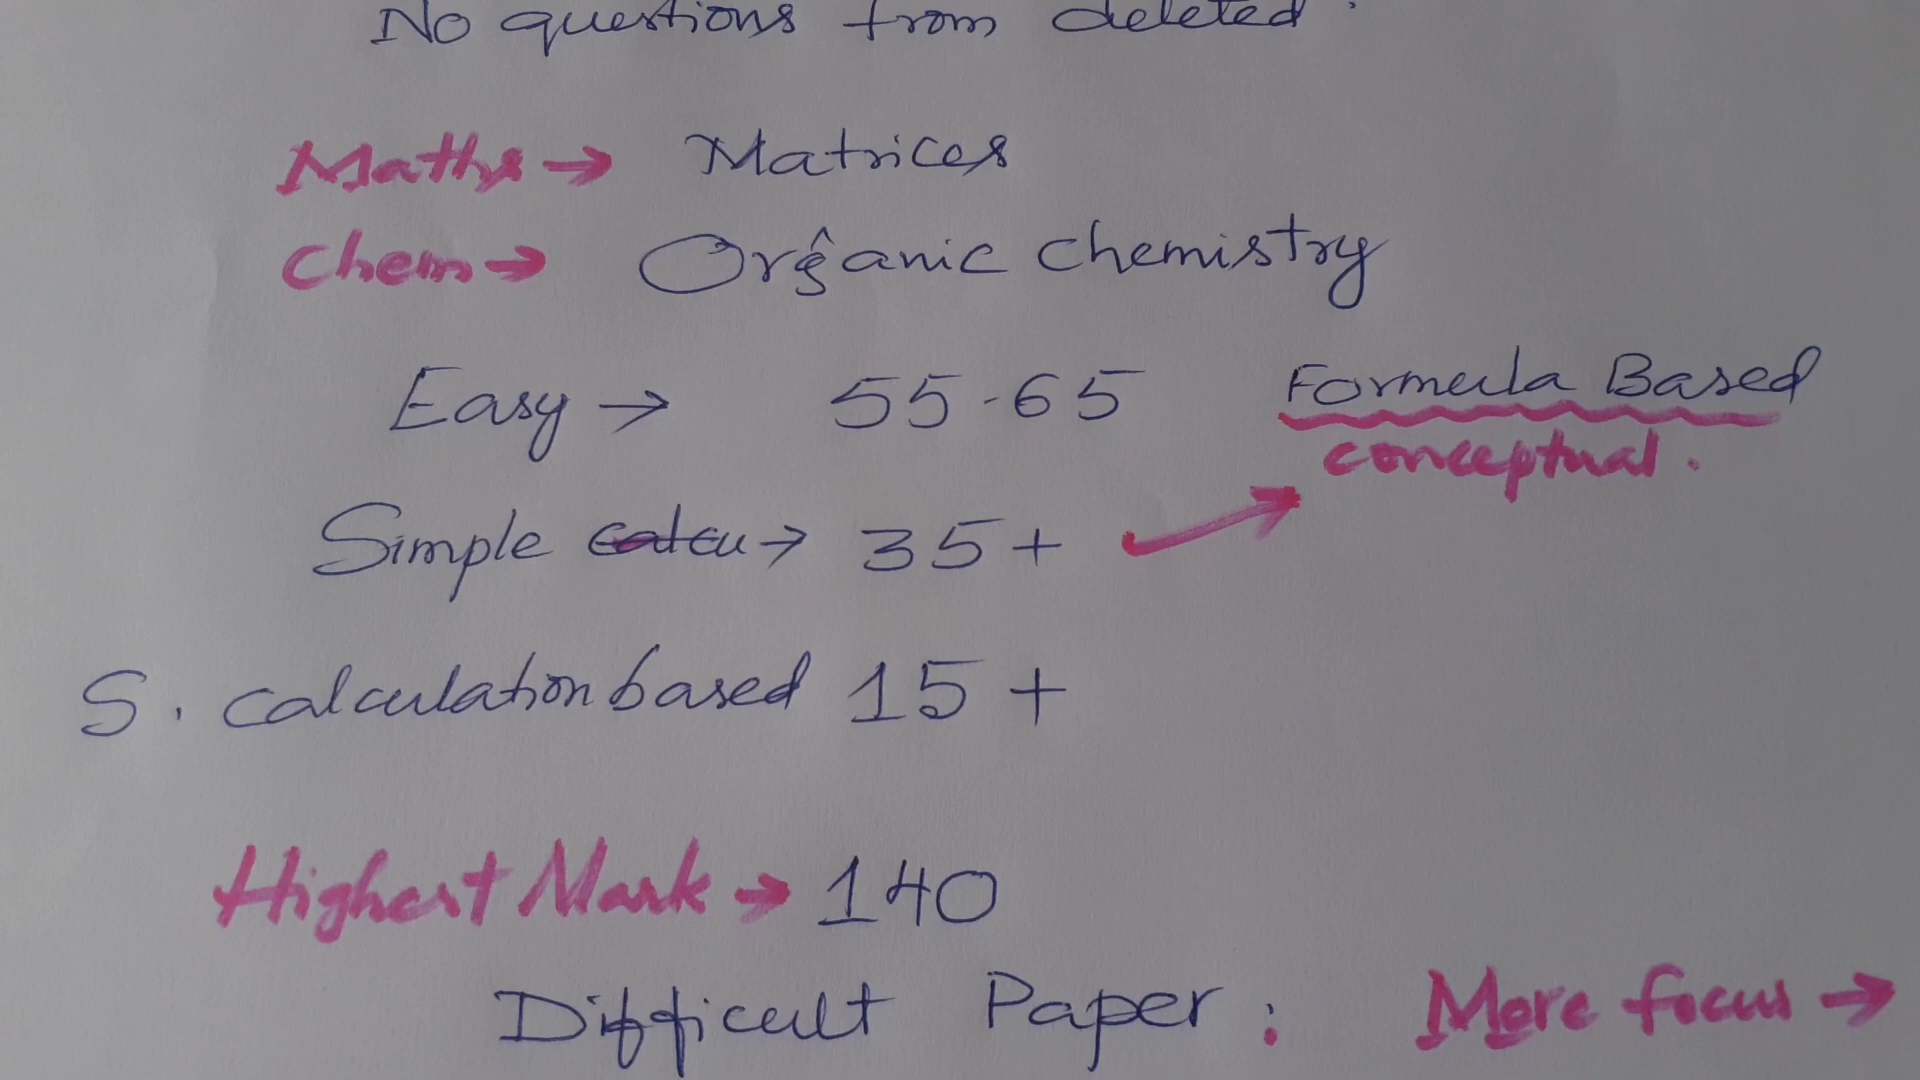 No questions from deleted.
Maths → Matrices
Chem → Organic chemistry
Easy → 55-65 Formula Based
conceptual.
Simple calcu → 35+
S. calculation based 15+
Highest Mark → 140
Difficult Paper : More focus →